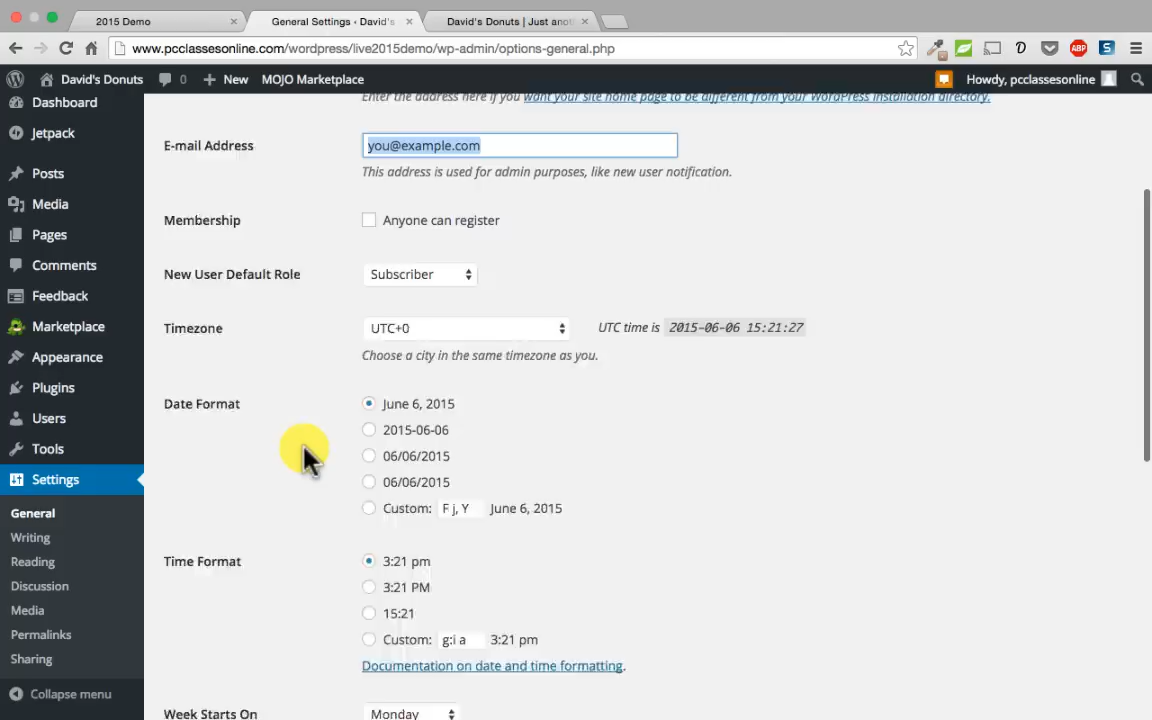 2015 Demo
General Settings ‹ David's
David's Donuts | Just anot
www.pcclassesonline.com/wordpress/live2015demo/wp-admin/options-general.php
ABP
David's Donuts 0 New MOJO Marketplace Howdy, pcclassesonline
Dashboard
Jetpack
Posts
Media
Pages
Comments
Feedback
Marketplace
Appearance
Plugins
Users
Tools
Settings
General
Writing
Reading
Discussion
Media
Permalinks
Sharing
Collapse menu
Enter the address here if you want your site home page to be different from your WordPress installation directory.
E-mail Address you@example.com
This address is used for admin purposes, like new user notification.
Membership Anyone can register
New User Default Role Subscriber
Timezone UTC+0 UTC time is 2015-06-06 15:21:27
Choose a city in the same timezone as you.
Date Format June 6, 2015
2015-06-06
06/06/2015
06/06/2015
Custom: F j, Y June 6, 2015
Time Format 3:21 pm
3:21 PM
15:21
Custom: g:i a 3:21 pm
Documentation on date and time formatting.
Week Starts On Monday